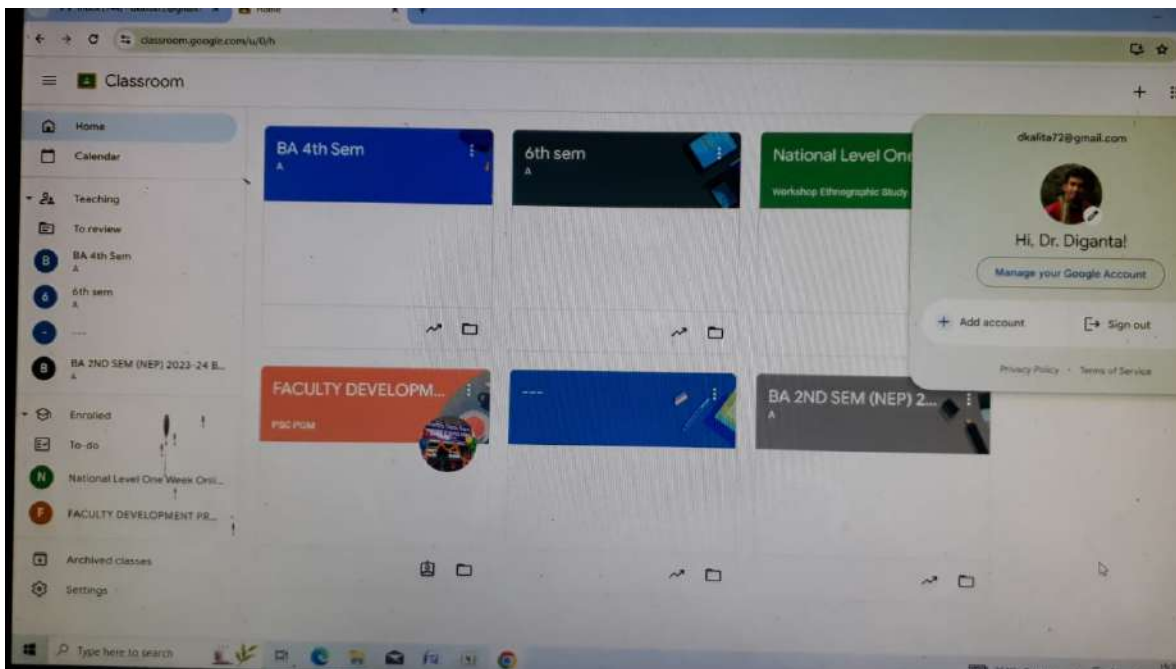 classroom.google.com/u/0/h
Classroom
Home
Calendar
Teaching
To review
B
BA 4th Sem
A
6
6th sem
A
-
---
B
BA 2ND SEM (NEP) 2023-24 B...
A
Enrolled
To-do
N
National Level One Week Onli...
F
FACULTY DEVELOPMENT PR...
Archived classes
Settings
BA 4th Sem
A
6th sem
A
National Level One
Workshop Ethnographic Study
FACULTY DEVELOPM...
PSC PGM
---
BA 2ND SEM (NEP) 2...
A
dkalita72@gmail.com
Hi, Dr. Diganta!
Manage your Google Account
Add account
Sign out
Privacy Policy · Terms of Service
Type here to search